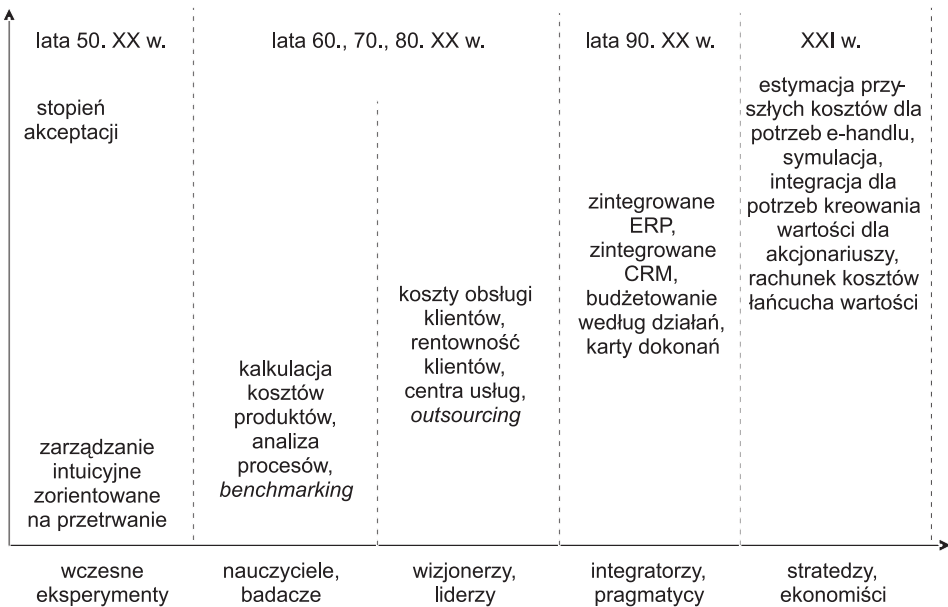 lata 50. XX w.
lata 60., 70., 80. XX w.
lata 90. XX w.
XXI w.
stopień
akceptacji
zarządzanie
intuicyjne
zorientowane
na przetrwanie
kalkulacja
kosztów
produktów,
analiza
procesów,
benchmarking
koszty obsługi
klientów,
rentowność
klientów,
centra usług,
outsourcing
zintegrowane
ERP,
zintegrowane
CRM,
budżetowanie
według działań,
karty dokonań
estymacja przy-
szłych kosztów dla
potrzeb e-handlu,
symulacja,
integracja dla
potrzeb kreowania
wartości dla
akcjonariuszy,
rachunek kosztów
łańcucha wartości
wczesne
eksperymenty
nauczyciele,
badacze
wizjonerzy,
liderzy
integratorzy,
pragmatycy
stratedzy,
ekonomiści